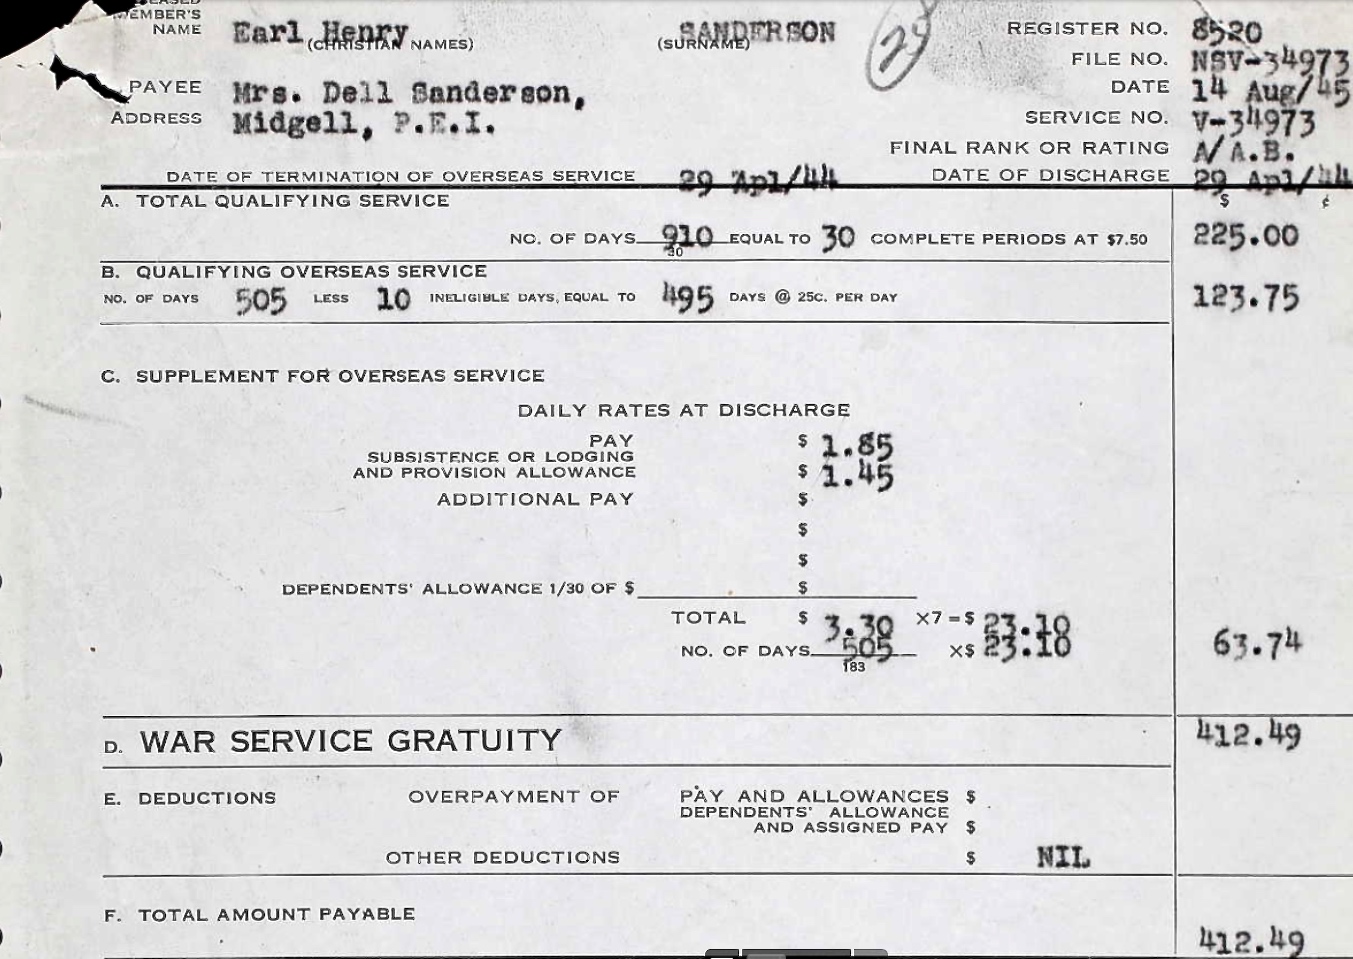 DECEASED
MEMBER'S
NAME Earl Henry SANDERSON
(CHRISTIAN NAMES) (SURNAME)
REGISTER NO. 8520
FILE NO. NSV-34973
PAYEE Mrs. Dell Sanderson,
DATE 14 Aug/45
ADDRESS Midgell, P.E.I.
SERVICE NO. V-34973
FINAL RANK OR RATING A/A.B.
DATE OF TERMINATION OF OVERSEAS SERVICE 29 Apl/44 DATE OF DISCHARGE 29 Apl/44
A. TOTAL QUALIFYING SERVICE $ ¢
NO. OF DAYS 910 EQUAL TO 30 COMPLETE PERIODS AT $7.50 225.00
30
B. QUALIFYING OVERSEAS SERVICE
NO. OF DAYS 505 LESS 10 INELIGIBLE DAYS, EQUAL TO 495 DAYS @ 25C. PER DAY 123.75
C. SUPPLEMENT FOR OVERSEAS SERVICE
DAILY RATES AT DISCHARGE
PAY $ 1.85
SUBSISTENCE OR LODGING
AND PROVISION ALLOWANCE $ 1.45
ADDITIONAL PAY $
$
$
DEPENDENTS' ALLOWANCE 1/30 OF $ $
TOTAL $ 3.30 X7 = $ 23.10
NO. OF DAYS 505 X$ 23.10 63.74
183
D. WAR SERVICE GRATUITY 412.49
E. DEDUCTIONS OVERPAYMENT OF PAY AND ALLOWANCES $
DEPENDENTS' ALLOWANCE
AND ASSIGNED PAY $
OTHER DEDUCTIONS $ NIL
F. TOTAL AMOUNT PAYABLE
412.49